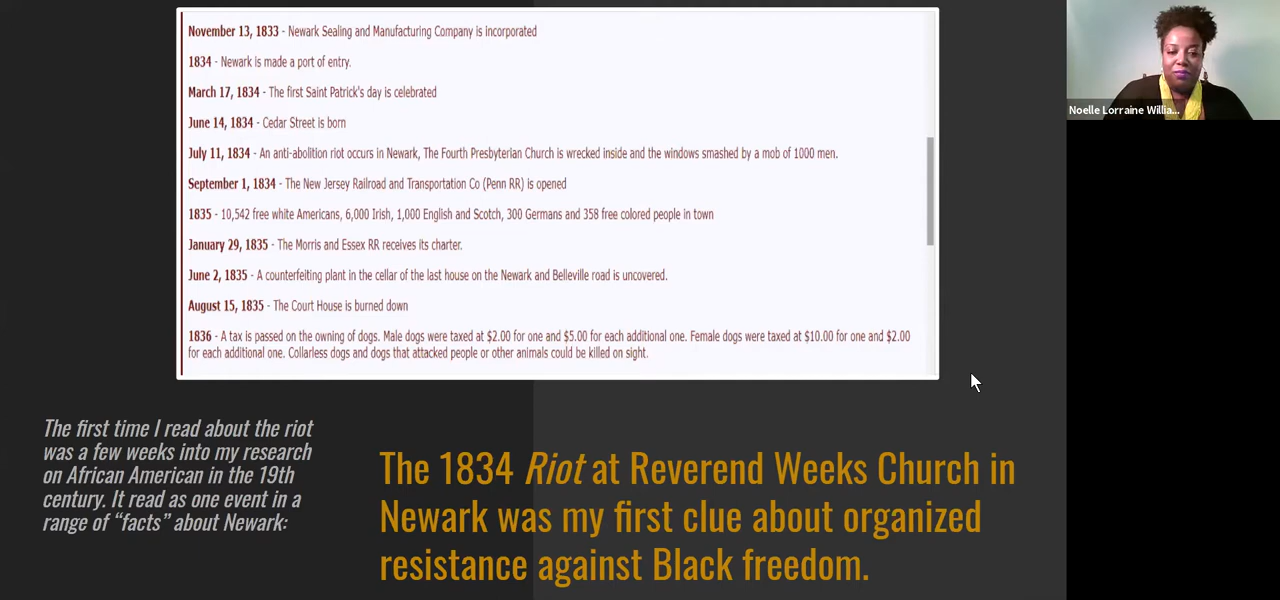 November 13, 1833 - Newark Sealing and Manufacturing Company is incorporated
1834 - Newark is made a port of entry.
March 17, 1834 - The first Saint Patrick's day is celebrated
June 14, 1834 - Cedar Street is born
July 11, 1834 - An anti-abolition riot occurs in Newark, The Fourth Presbyterian Church is wrecked inside and the windows smashed by a mob of 1000 men.
September 1, 1834 - The New Jersey Railroad and Transportation Co (Penn RR) is opened
1835 - 10,542 free white Americans, 6,000 Irish, 1,000 English and Scotch, 300 Germans and 358 free colored people in town
January 29, 1835 - The Morris and Essex RR receives its charter.
June 2, 1835 - A counterfeiting plant in the cellar of the last house on the Newark and Belleville road is uncovered.
August 15, 1835 - The Court House is burned down
1836 - A tax is passed on the owning of dogs. Male dogs were taxed at $2.00 for one and $5.00 for each additional one. Female dogs were taxed at $10.00 for one and $2.00
for each additional one. Collarless dogs and dogs that attacked people or other animals could be killed on sight.
Noelle Lorraine Willia...
The first time I read about the riot
was a few weeks into my research
on African American in the 19th
century. It read as one event in a
range of “facts” about Newark:
The 1834 Riot at Reverend Weeks Church in
Newark was my first clue about organized
resistance against Black freedom.